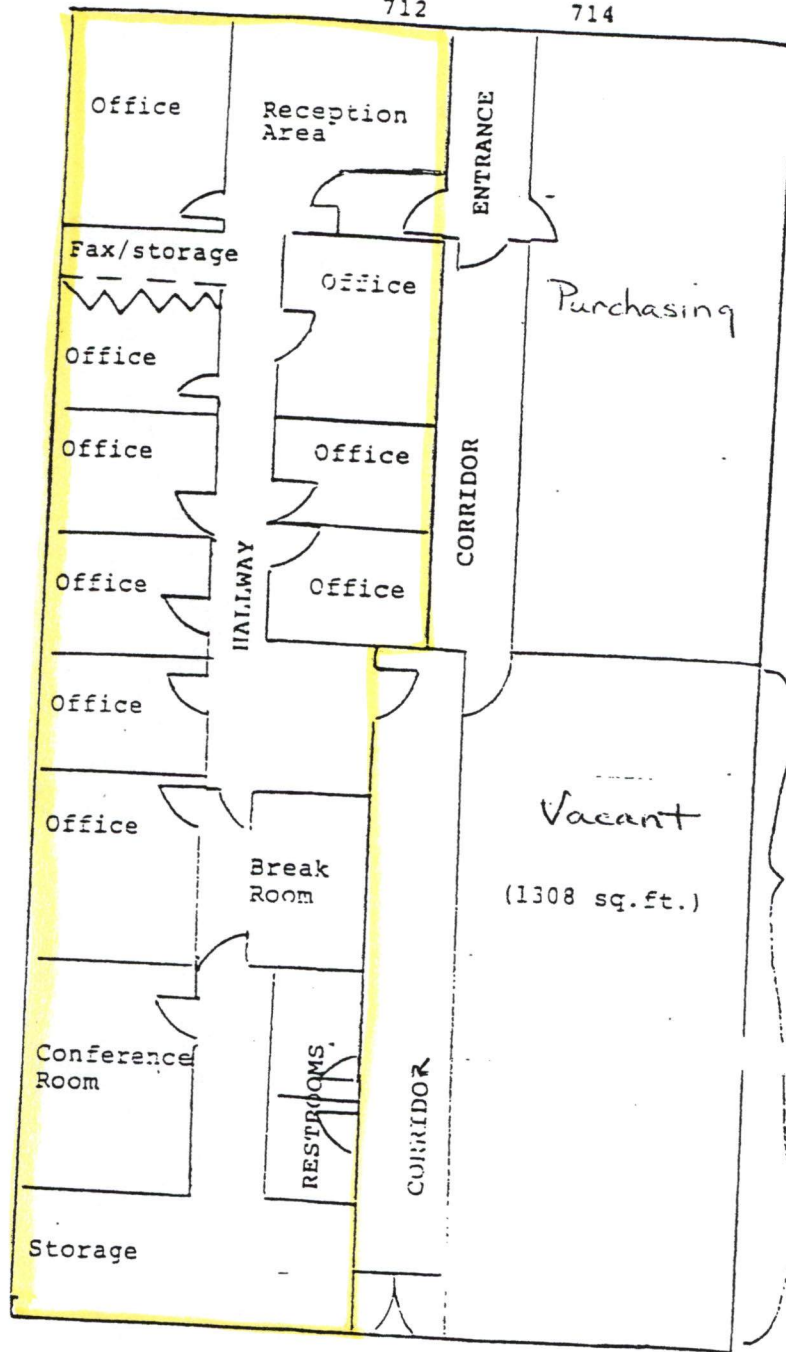 712 714
Office
Reception
Area
ENTRANCE
Fax/storage
Office
Purchasing
Office
Office
Office
CORRIDOR
Office
Office
HALLWAY
Office
Office
Vacant
Break
Room
(1308 sq.ft.)
Conference
Room
RESTROOMS
CORRIDOR
Storage